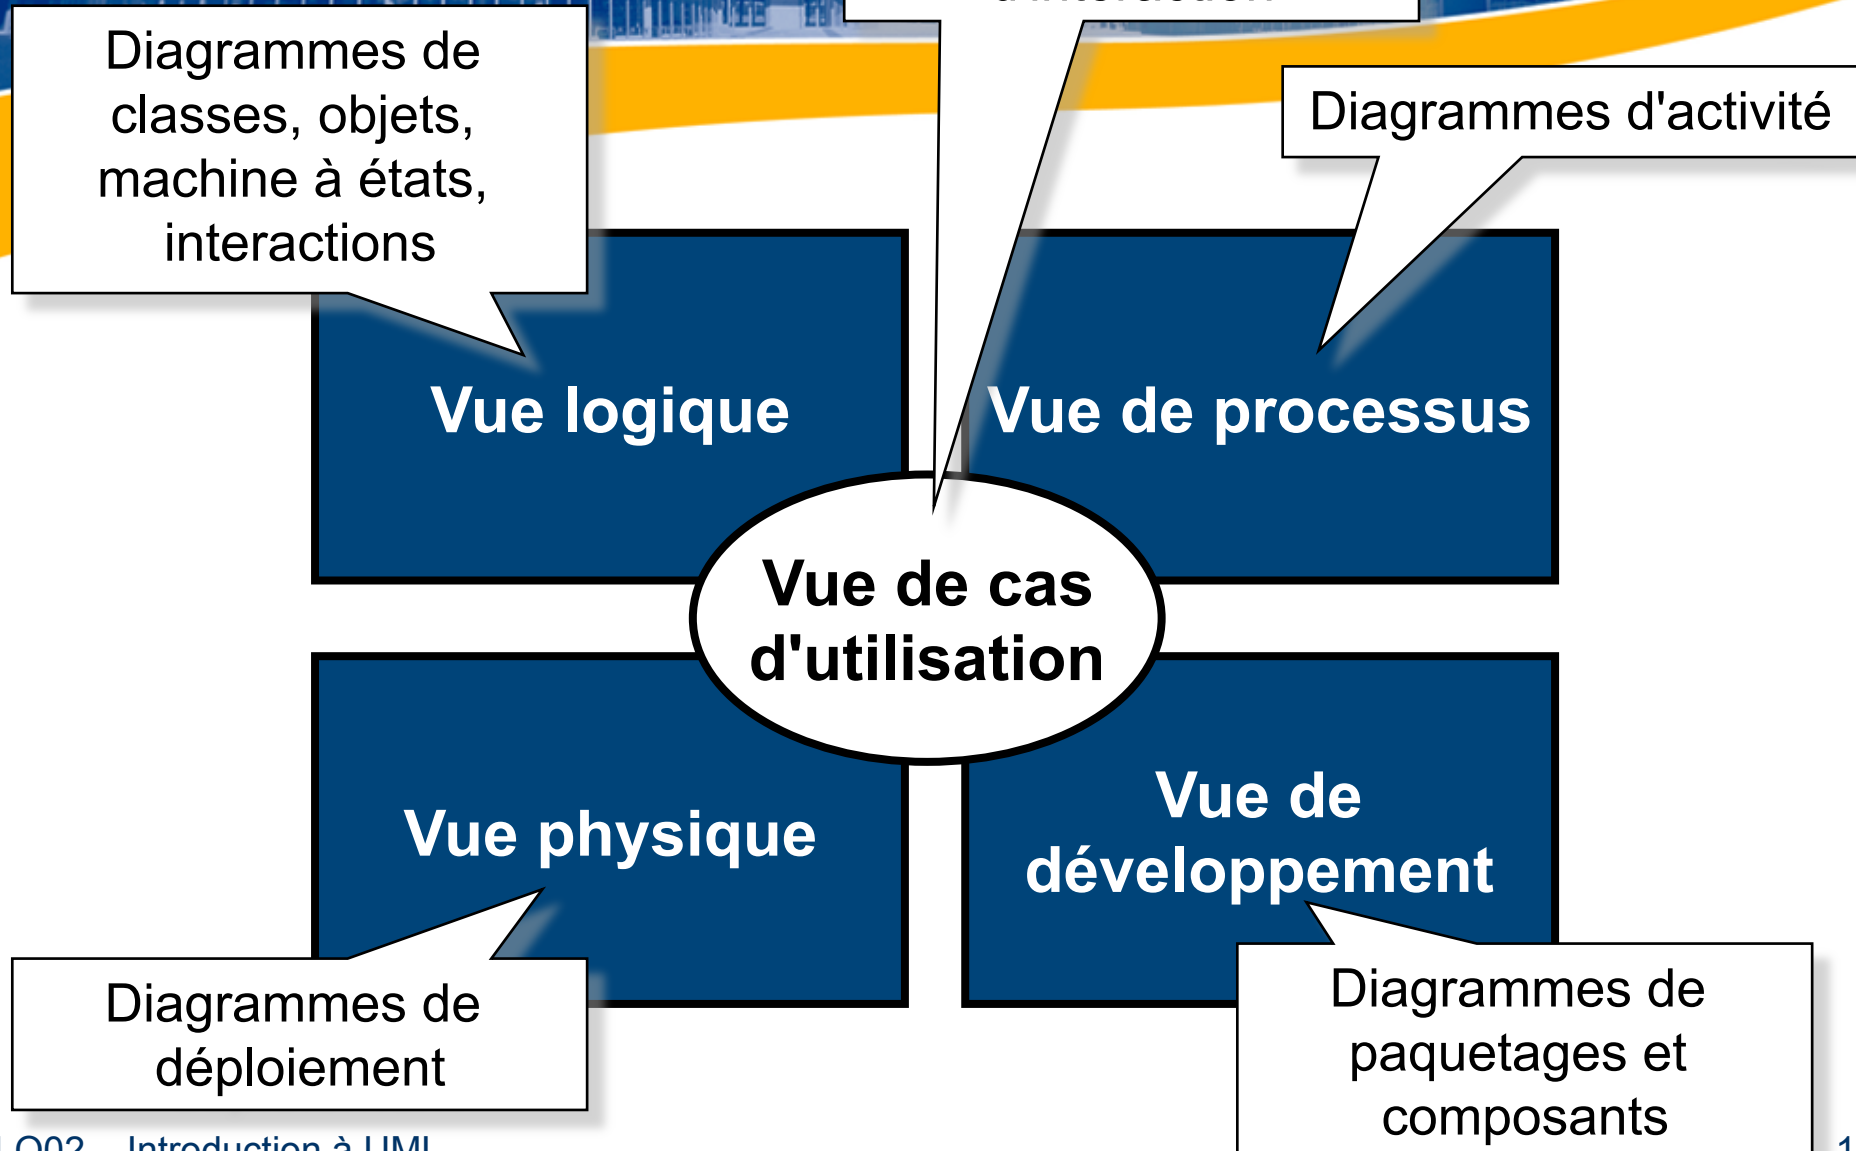 Diagrammes de
classes, objets,
machine à états,
interactions
Diagrammes d'activité
Vue logique
Vue de processus
Vue de cas
d'utilisation
Vue physique
Vue de
développement
Diagrammes de
déploiement
Diagrammes de
paquetages et
composants
Introduction à UML